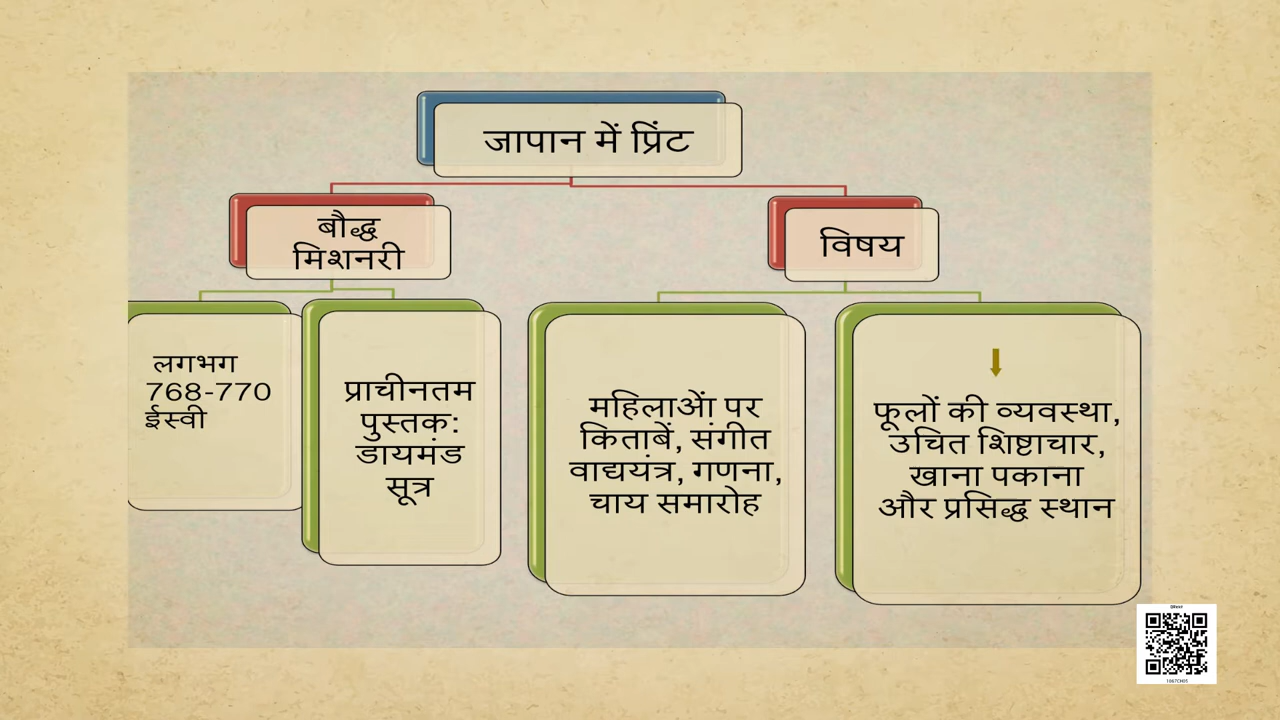 जापान में प्रिंट
बौद्ध
मिशनरी
विषय
लगभग
768-770
ईस्वी
प्राचीनतम
पुस्तक:
डायमंड
सूत्र
महिलाओं पर
किताबें, संगीत
वाद्ययंत्र, गणना,
चाय समारोह
फूलों की व्यवस्था,
उचित शिष्टाचार,
खाना पकाना
और प्रसिद्ध स्थान
1067CH05